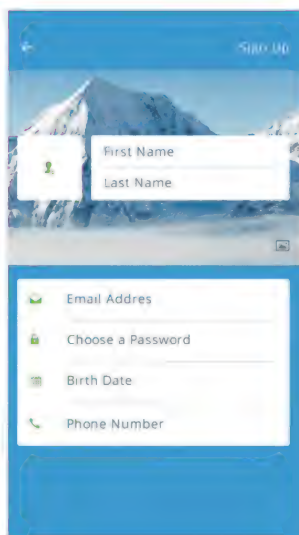 Sign Up
First Name
Last Name
Email Addres
Choose a Password
Birth Date
Phone Number